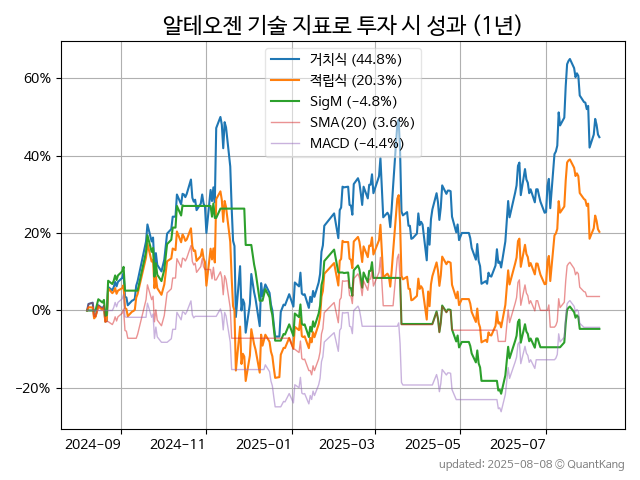 알테오젠 기술 지표로 투자 시 성과 (1년)
거치식 (44.8%)
적립식 (20.3%)
SigM (−4.8%)
SMA(20) (3.6%)
MACD (−4.4%)
60%
40%
20%
0%
−20%
2024-09 2024-11 2025-01 2025-03 2025-05 2025-07
updated: 2025-08-08 © QuantKang